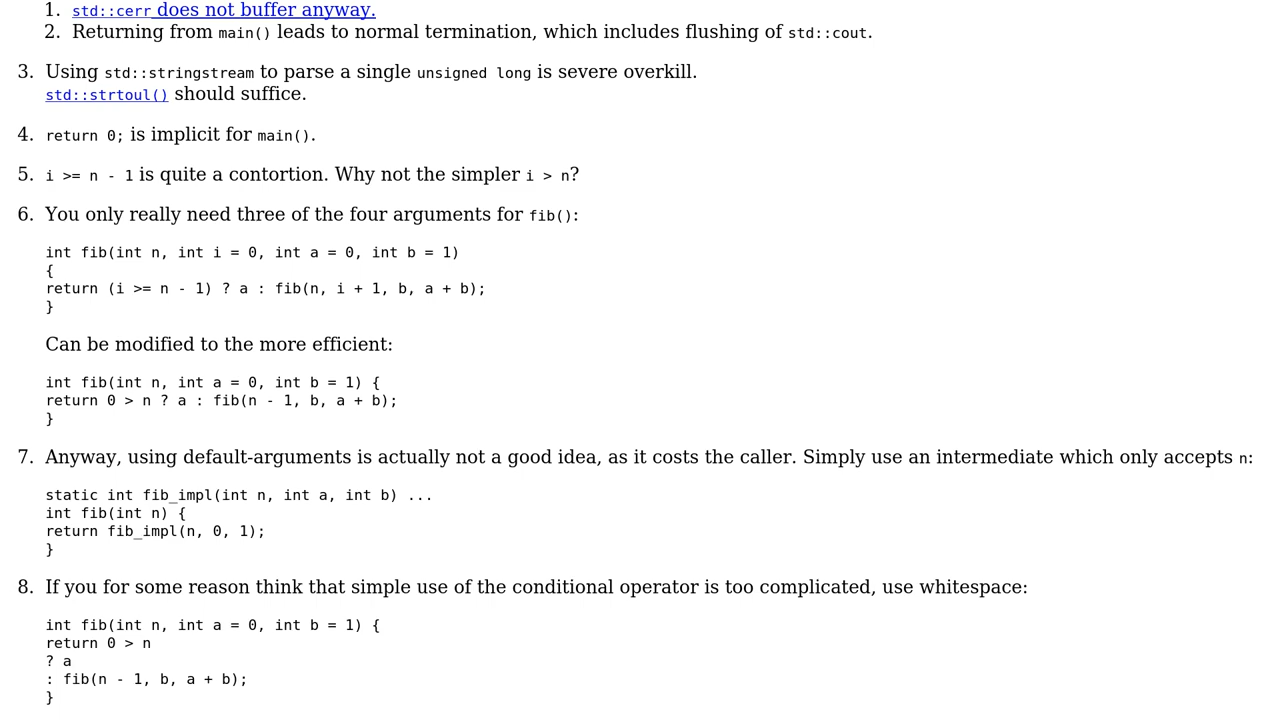 1. std::cerr does not buffer anyway.
2. Returning from main() leads to normal termination, which includes flushing of std::cout.
3. Using std::stringstream to parse a single unsigned long is severe overkill.
std::strtoul() should suffice.
4. return 0; is implicit for main().
5. i >= n - 1 is quite a contortion. Why not the simpler i > n?
6. You only really need three of the four arguments for fib():
int fib(int n, int i = 0, int a = 0, int b = 1)
{
return (i >= n - 1) ? a : fib(n, i + 1, b, a + b);
}
Can be modified to the more efficient:
int fib(int n, int a = 0, int b = 1) {
return 0 > n ? a : fib(n - 1, b, a + b);
}
7. Anyway, using default-arguments is actually not a good idea, as it costs the caller. Simply use an intermediate which only accepts n:
static int fib_impl(int n, int a, int b) ...
int fib(int n) {
return fib_impl(n, 0, 1);
}
8. If you for some reason think that simple use of the conditional operator is too complicated, use whitespace:
int fib(int n, int a = 0, int b = 1) {
return 0 > n
? a
: fib(n - 1, b, a + b);
}